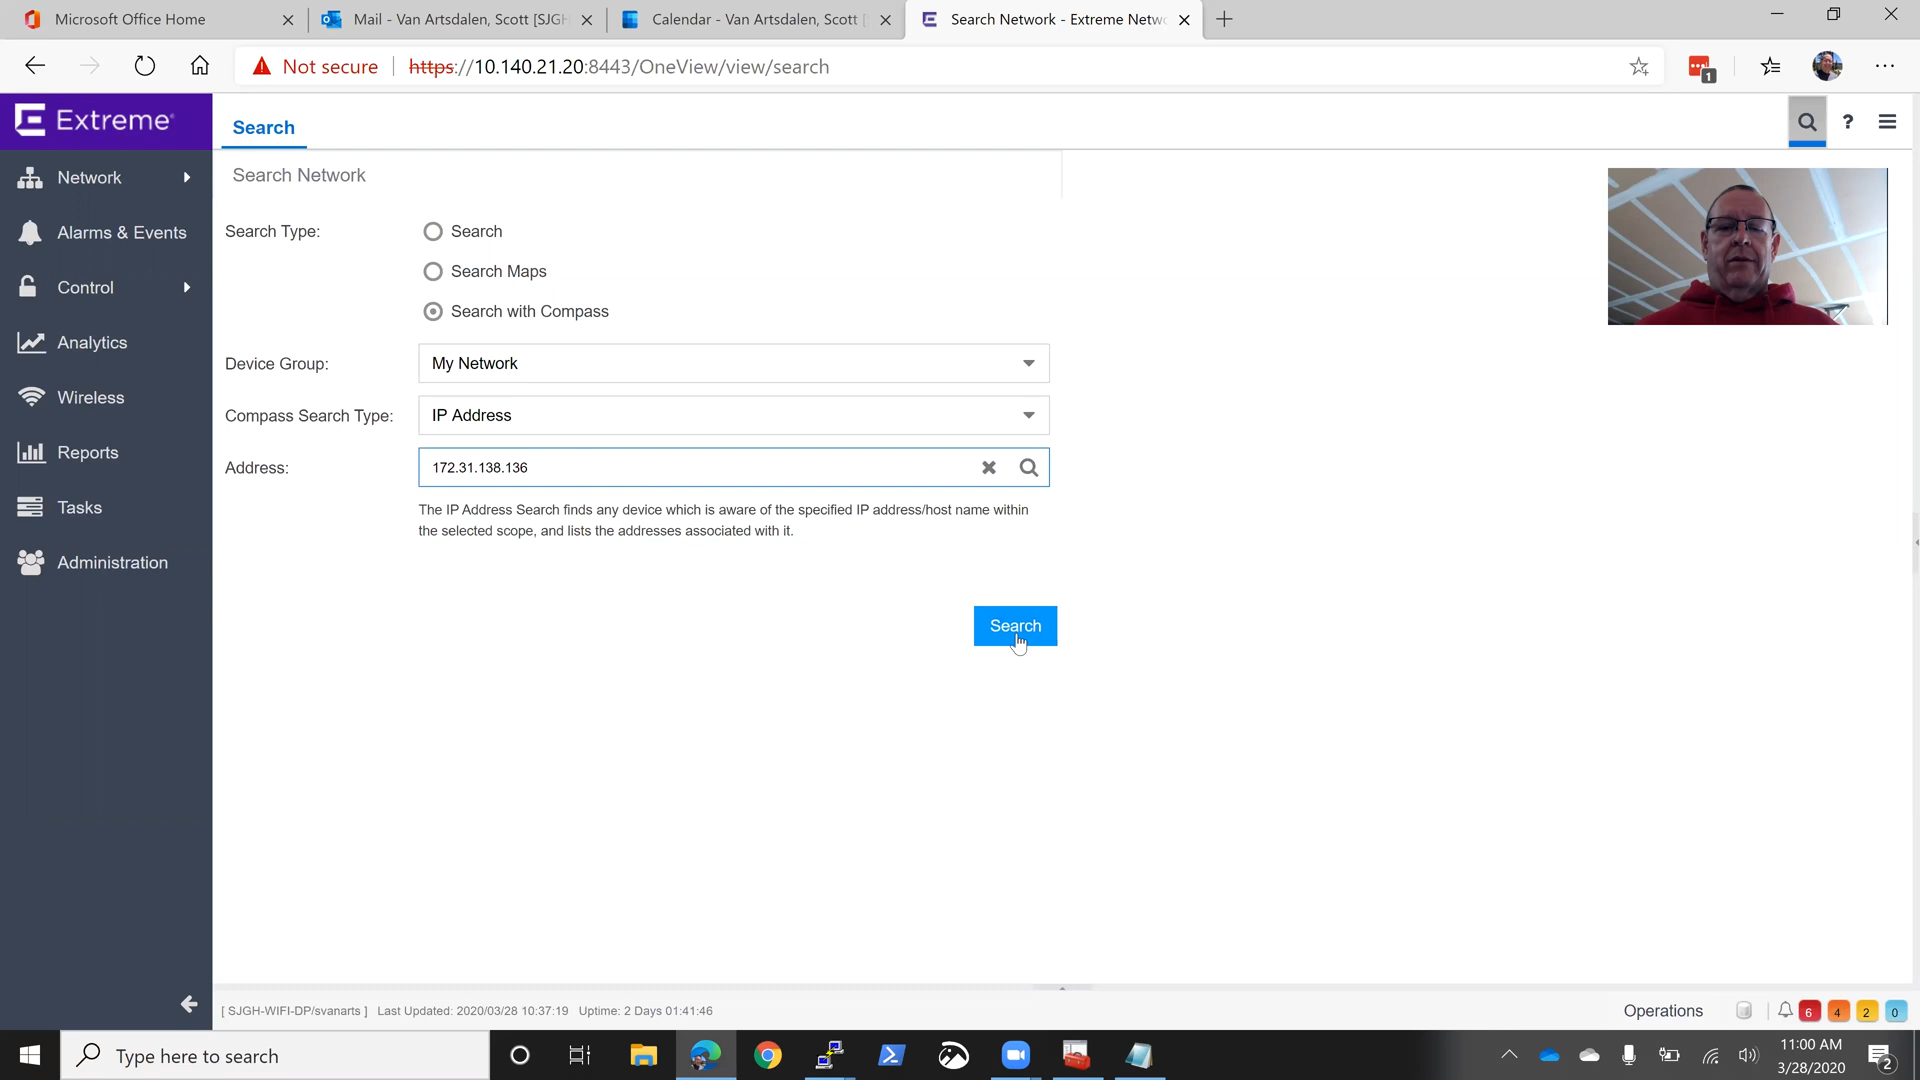 Microsoft Office Home
Mail - Van Artsdalen, Scott [SJGH
Calendar - Van Artsdalen, Scott [
Search Network - Extreme Netw
Not secure
https://10.140.21.20:8443/OneView/view/search
1
Extreme
Search
?
Network
Alarms & Events
Control
Analytics
Wireless
Reports
Tasks
Administration
Search Network
Search Type:
Search
Search Maps
Search with Compass
Device Group:
My Network
Compass Search Type:
IP Address
Address:
172.31.138.136
The IP Address Search finds any device which is aware of the specified IP address/host name within
the selected scope, and lists the addresses associated with it.
Search
[ SJGH-WIFI-DP/svanarts ] Last Updated: 2020/03/28 10:37:19 Uptime: 2 Days 01:41:46
Operations
6
4
2
0
Type here to search
11:00 AM
3/28/2020
2